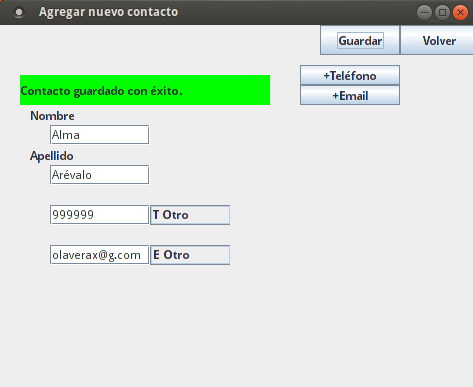 Agregar nuevo contacto
Guardar
Volver
+Teléfono
Contacto guardado con éxito.
+Email
Nombre
Alma
Apellido
Arévalo
999999
T Otro
olaverax@g.com
E Otro